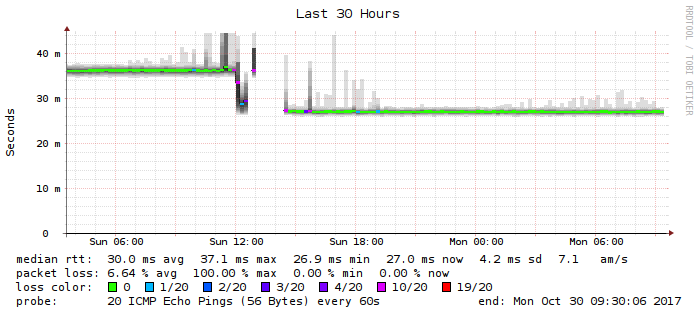 Last 30 Hours
RRDTOOL / TOBI OETIKER
Seconds
40 m
30 m
20 m
10 m
0
Sun 06:00 Sun 12:00 Sun 18:00 Mon 00:00 Mon 06:00
median rtt: 30.0 ms avg 37.1 ms max 26.9 ms min 27.0 ms now 4.2 ms sd 7.1 am/s
packet loss: 6.64 % avg 100.00 % max 0.00 % min 0.00 % now
loss color: 0 1/20 2/20 3/20 4/20 10/20 19/20
probe: 20 ICMP Echo Pings (56 Bytes) every 60s end: Mon Oct 30 09:30:06 2017